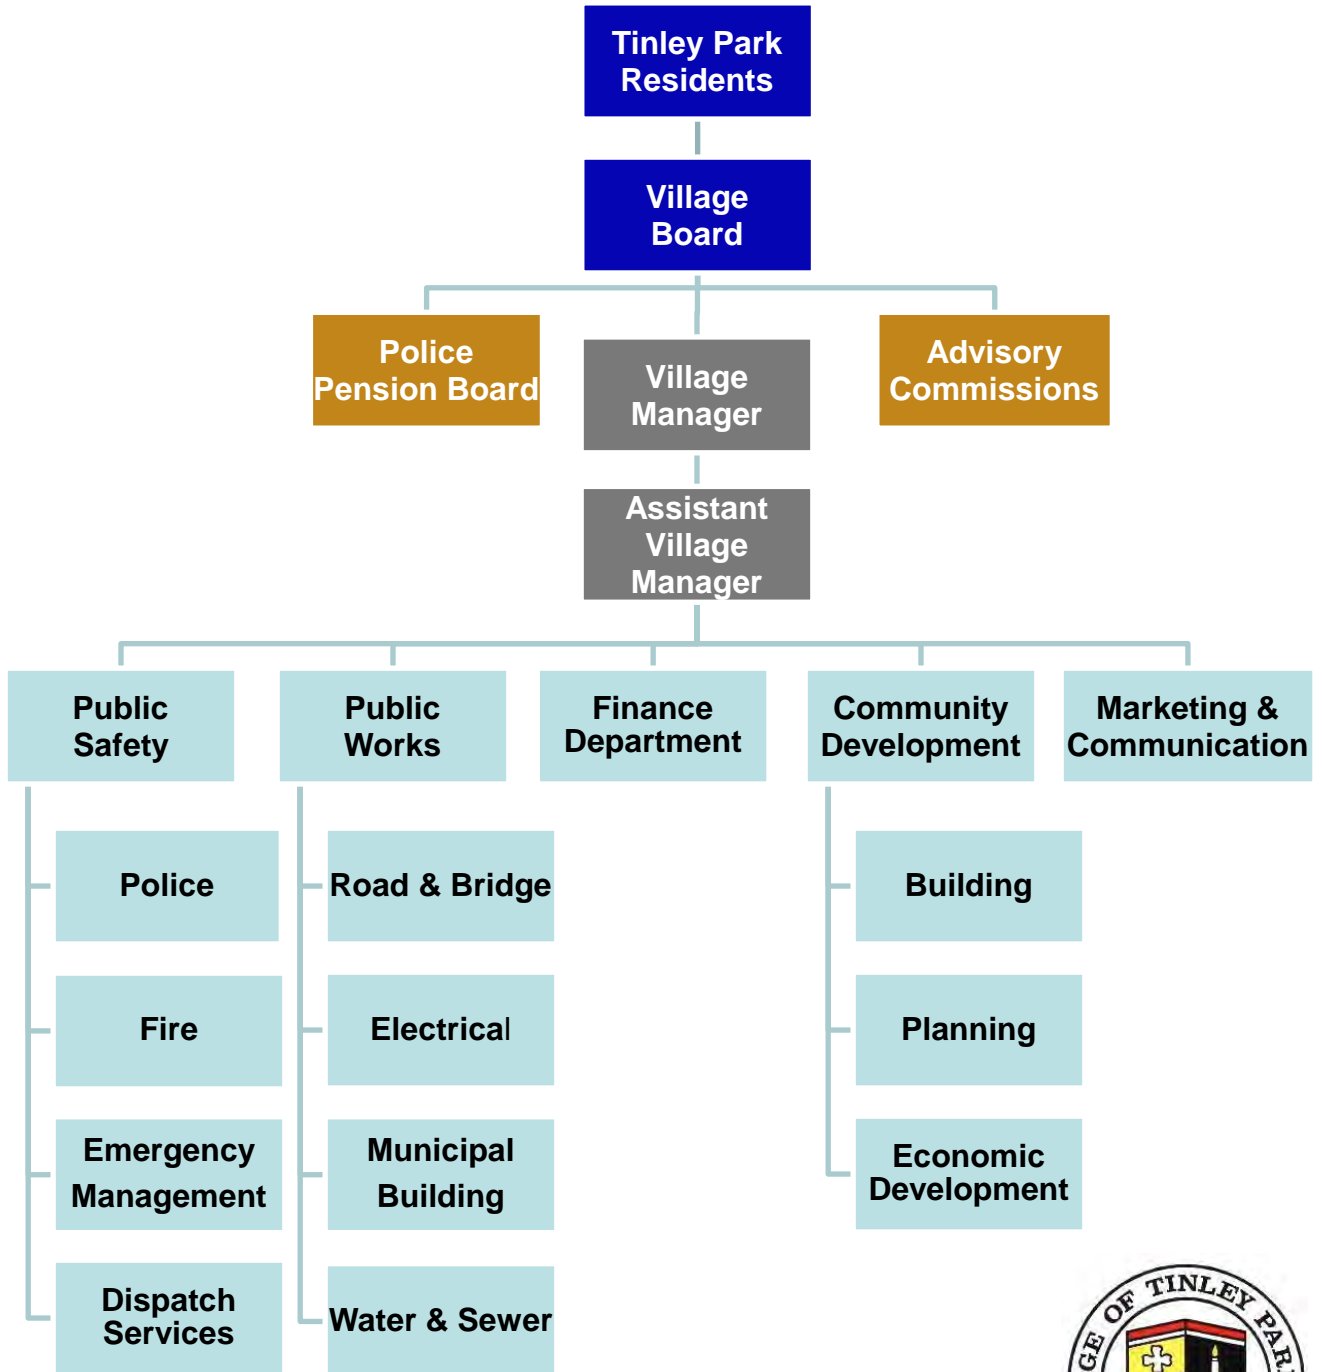 Tinley Park
Residents
Village
Board
Police
Pension Board
Village
Manager
Advisory
Commissions
Assistant
Village
Manager
Public
Safety
Public
Works
Finance
Department
Community
Development
Marketing &
Communication
Police
Road & Bridge
Building
Fire
Electrical
Planning
Emergency
Management
Municipal
Building
Economic
Development
Dispatch
Services
Water & Sewer
OF TINLEY